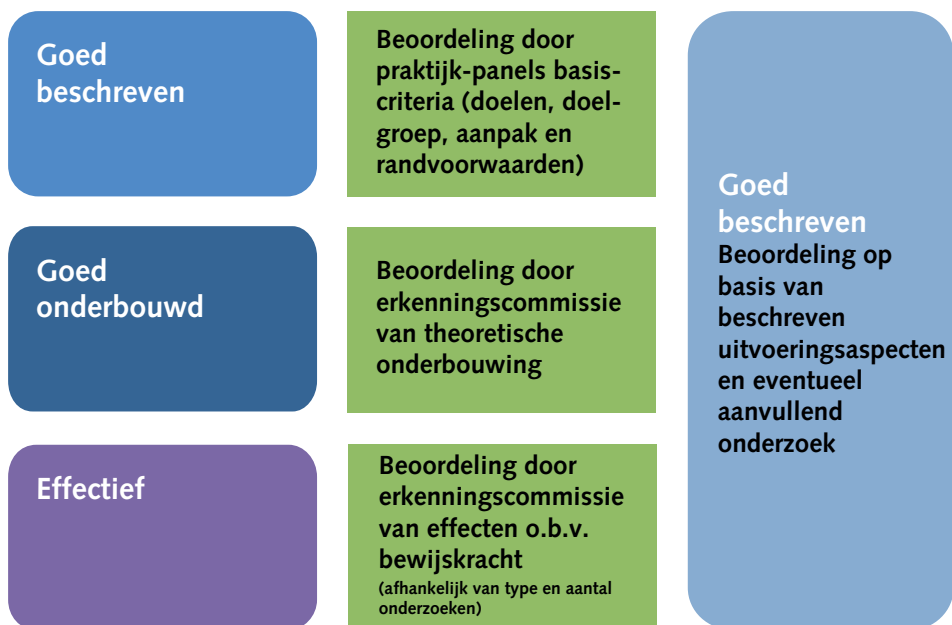 Goed
beschreven
Beoordeling door
praktijk-panels basis-
criteria (doelen, doel-
groep, aanpak en
randvoorwaarden)
Goed
onderbouwd
Beoordeling door
erkenningscommissie
van theoretische
onderbouwing
Effectief
Beoordeling door
erkenningscommissie
van effecten o.b.v.
bewijskracht
(afhankelijk van type en aantal
onderzoeken)
Goed
beschreven
Beoordeling op
basis van
beschreven
uitvoeringsaspecten
en eventueel
aanvullend
onderzoek